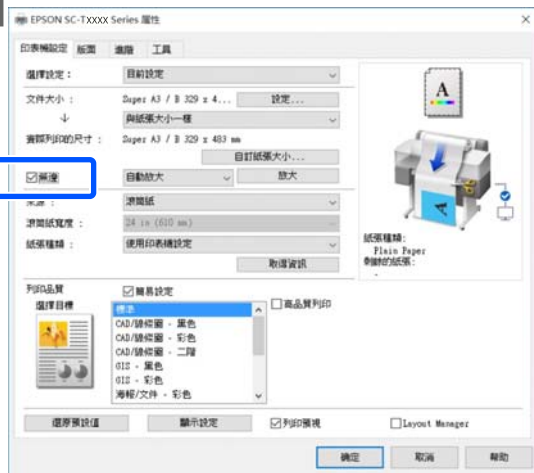 EPSON SC-TXXXX Series 屬性
印表機設定 版面 進階 工具
選擇設定： 目前設定
文件大小： Super A3 / B 329 x 4... 設定...
↓ 與紙張大小一樣
實際列印的尺寸： Super A3 / B 329 x 483 mm
自訂紙張大小...
無邊 自動放大 放大
來源： 滾筒紙
滾筒紙寬度： 24 in (610 mm)
紙張種類： 使用印表機設定
取得資訊
A
紙張種類:
Plain Paper
剩餘的紙張:
-
列印品質 簡易設定
選擇目標 標準 高品質列印
CAD/線條圖 - 黑色
CAD/線條圖 - 彩色
CAD/線條圖 - 二階
GIS - 黑色
GIS - 彩色
海報/文件 - 彩色
還原預設值 顯示設定 列印預視 Layout Manager
確定 取消 幫助